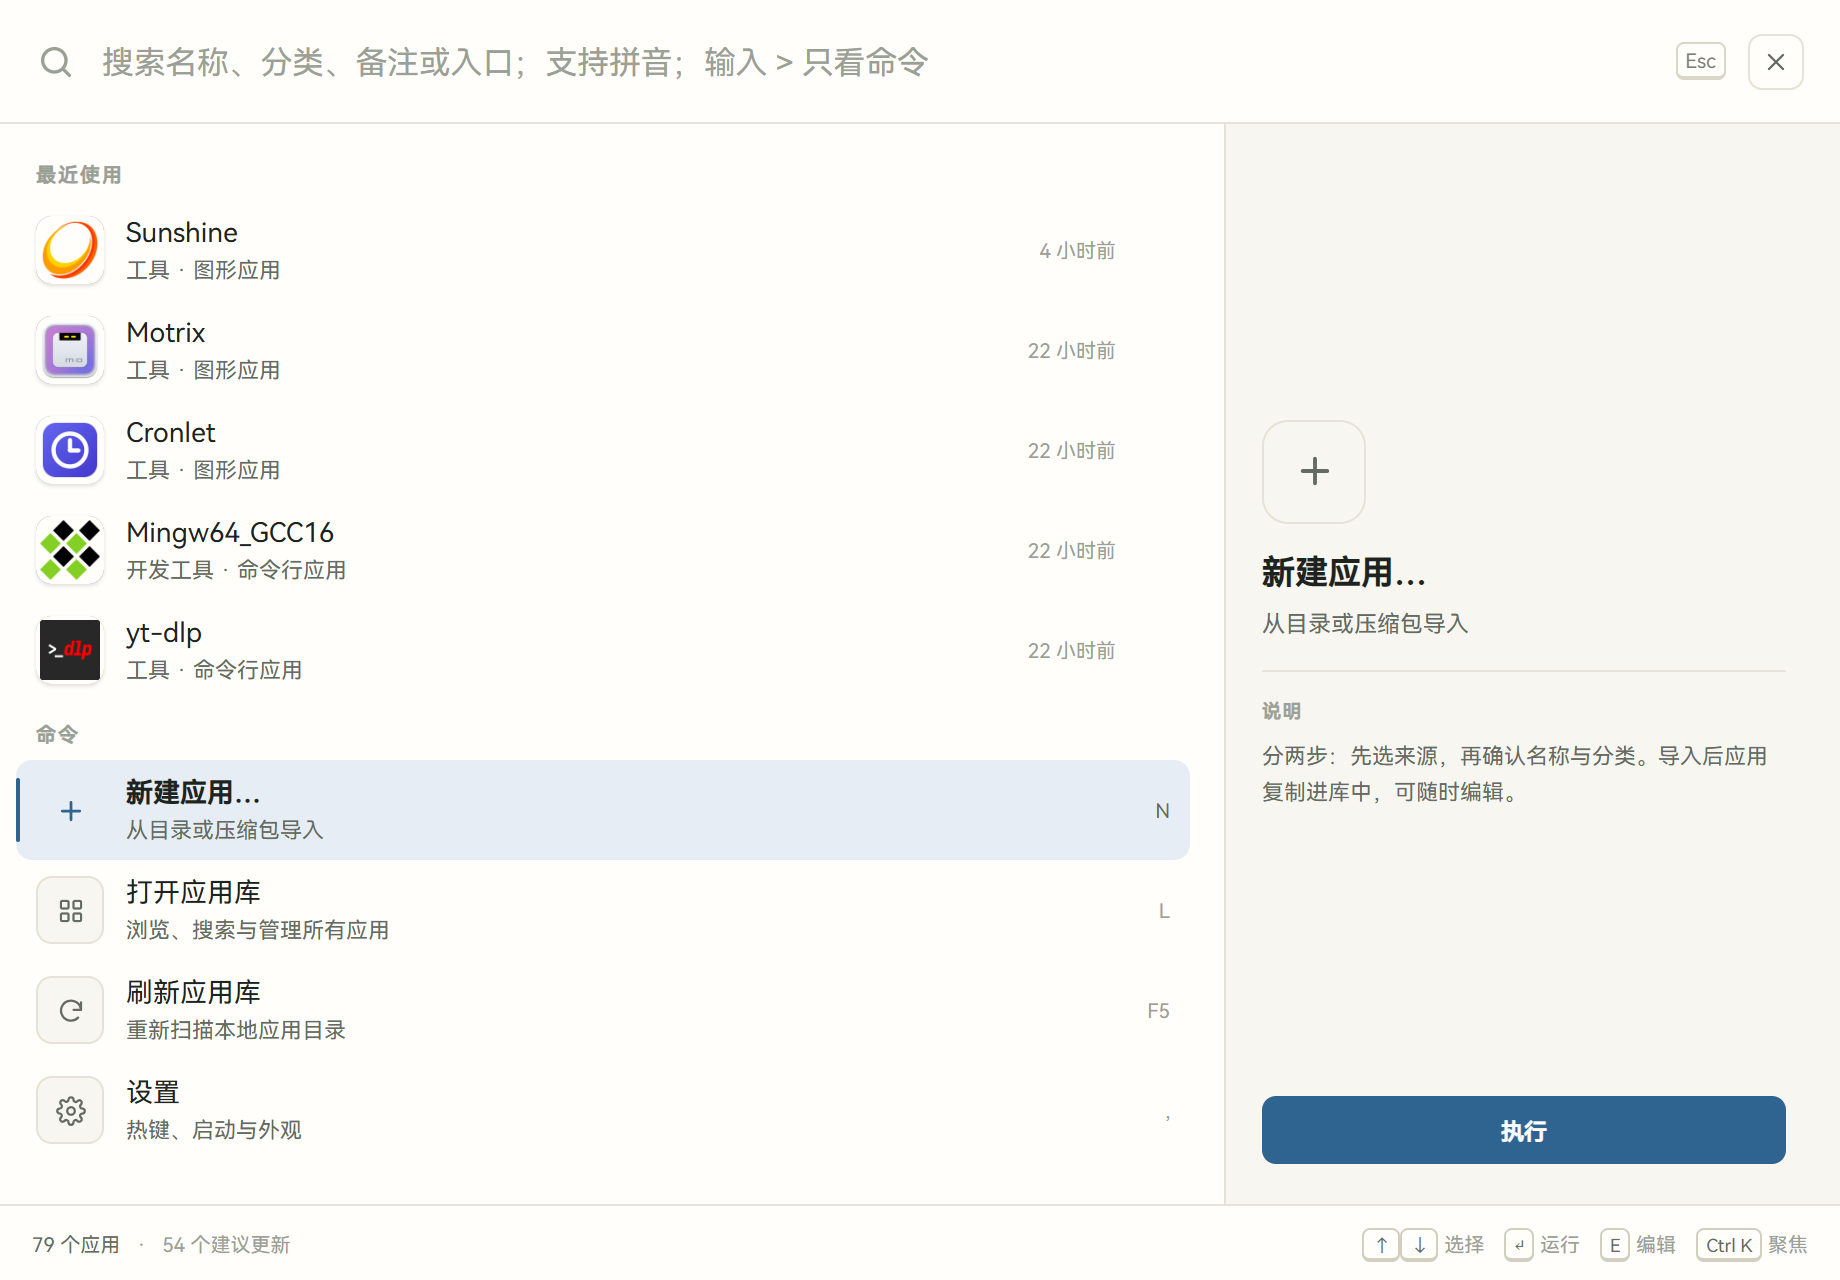 搜索名称、分类、备注或入口；支持拼音；输入 > 只看命令
Esc
最近使用
Sunshine
工具 · 图形应用
4 小时前
Motrix
工具 · 图形应用
22 小时前
Cronlet
工具 · 图形应用
22 小时前
Mingw64_GCC16
开发工具 · 命令行应用
22 小时前
>_dlp
yt-dlp
工具 · 命令行应用
22 小时前
命令
新建应用…
从目录或压缩包导入
N
打开应用库
浏览、搜索与管理所有应用
L
刷新应用库
重新扫描本地应用目录
F5
设置
热键、启动与外观
,
新建应用…
从目录或压缩包导入
说明
分两步：先选来源，再确认名称与分类。导入后应用
复制进库中，可随时编辑。
执行
79 个应用 · 54 个建议更新
↑ ↓ 选择 ↵ 运行 E 编辑 Ctrl K 聚焦